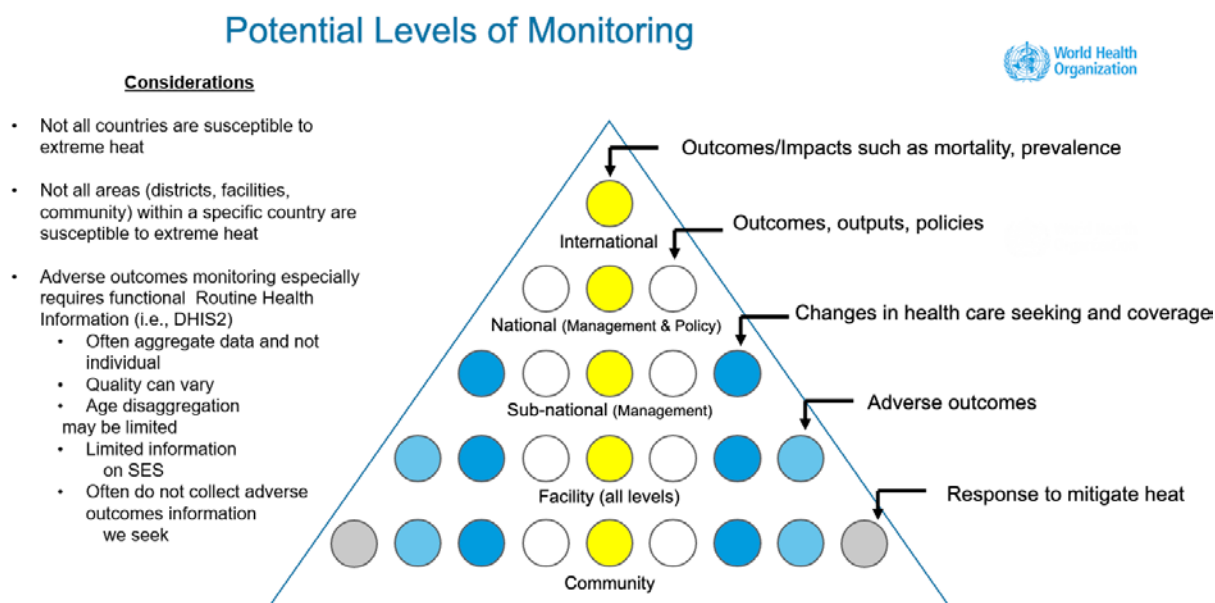 Potential Levels of Monitoring
World Health
Organization
Considerations
• Not all countries are susceptible to
extreme heat
• Not all areas (districts, facilities,
community) within a specific country are
susceptible to extreme heat
• Adverse outcomes monitoring especially
requires functional Routine Health
Information (i.e., DHIS2)
• Often aggregate data and not
individual
• Quality can vary
• Age disaggregation
may be limited
• Limited information
on SES
• Often do not collect adverse
outcomes information
we seek
Outcomes/Impacts such as mortality, prevalence
International
Outcomes, outputs, policies
National (Management & Policy)
Changes in health care seeking and coverage
Sub-national (Management)
Adverse outcomes
Facility (all levels)
Response to mitigate heat
Community